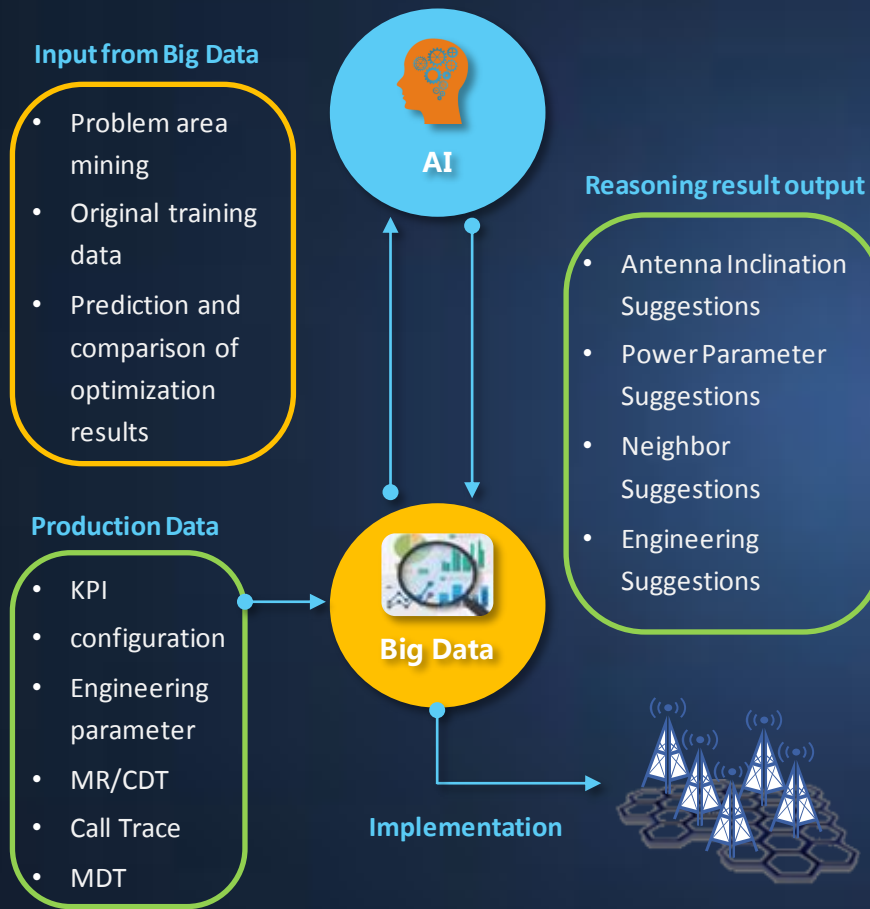 Input from Big Data
• Problem area
mining
• Original training
data
• Prediction and
comparison of
optimization
results
AI
Reasoning result output
• Antenna Inclination
Suggestions
• Power Parameter
Suggestions
• Neighbor
Suggestions
• Engineering
Suggestions
Production Data
• KPI
• configuration
• Engineering
parameter
• MR/CDT
• Call Trace
• MDT
Big Data
Implementation